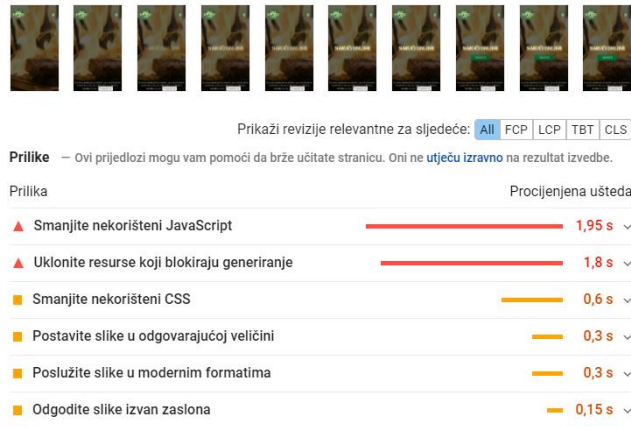 Prikaži revizije relevantne za sljedeće: All FCP LCP TBT CLS
Prilike — Ovi prijedlozi mogu vam pomoći da brže učitate stranicu. Oni ne utječu izravno na rezultat izvedbe.
Prilika Procijenjena ušteda
Smanjite nekorišteni JavaScript 1,95 s
Uklonite resurse koji blokiraju generiranje 1,8 s
Smanjite nekorišteni CSS 0,6 s
Postavite slike u odgovarajućoj veličini 0,3 s
Poslužite slike u modernim formatima 0,3 s
Odgodite slike izvan zaslona 0,15 s